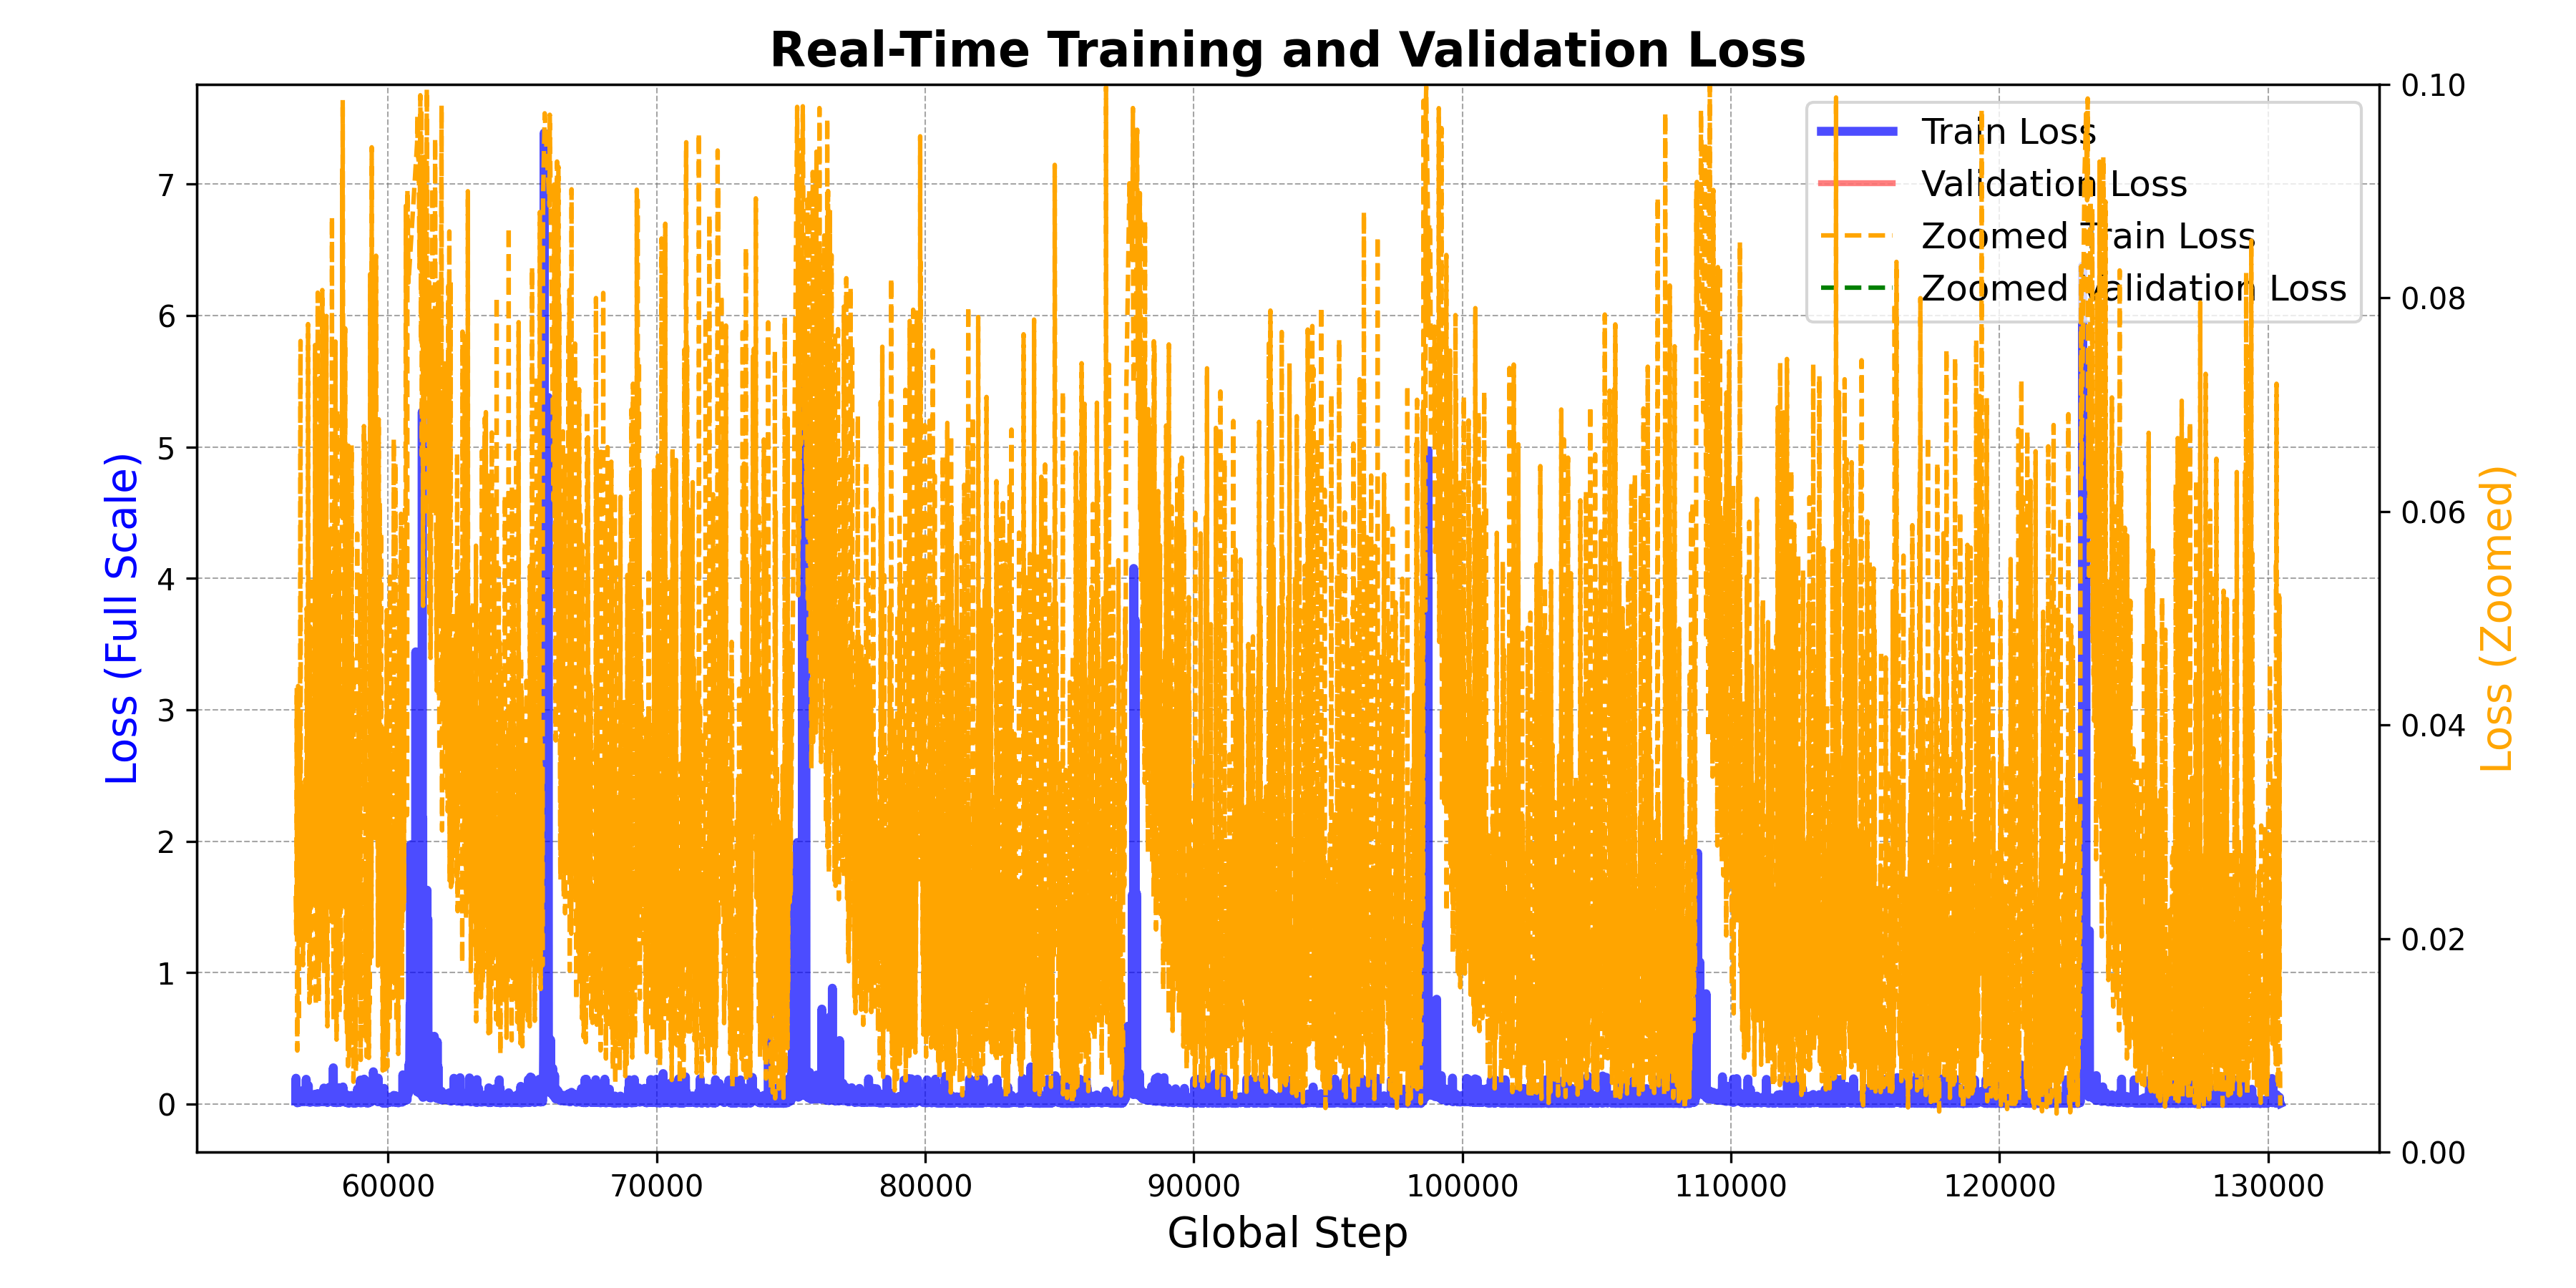 Real-Time Training and Validation Loss
Train Loss
Validation Loss
Zoomed Train Loss
Zoomed Validation Loss
Loss (Full Scale)
7
6
5
4
3
2
1
0
0.10
0.08
0.06
0.04
0.02
0.00
Loss (Zoomed)
60000 70000 80000 90000 100000 110000 120000 130000
Global Step